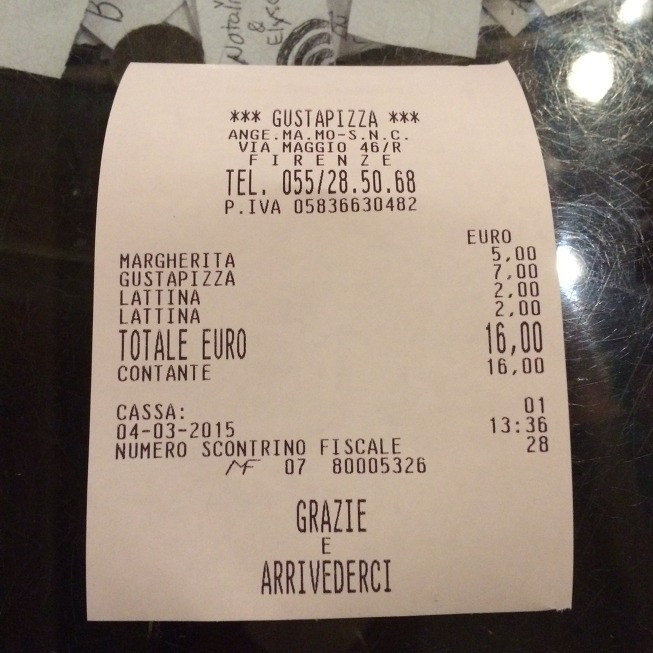 Natali
&
Elysa
*** GUSTAPIZZA ***
ANGE.MA.MO-S.N.C.
VIA MAGGIO 46/R
F I R E N Z E
TEL. 055/28.50.68
P.IVA 05836630482
EURO
MARGHERITA 5,00
GUSTAPIZZA 7,00
LATTINA 2,00
LATTINA 2,00
TOTALE EURO 16,00
CONTANTE 16,00
CASSA: 01
04-03-2015 13:36
NUMERO SCONTRINO FISCALE 28
MF 07 80005326
GRAZIE
E
ARRIVEDERCI